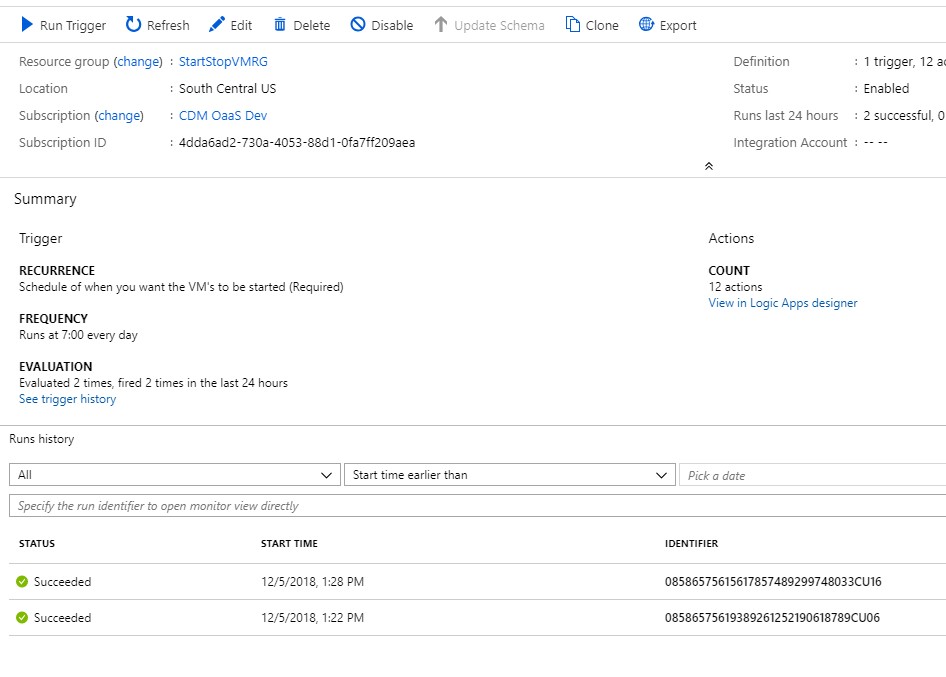 Run Trigger Refresh Edit Delete Disable Update Schema Clone Export
Resource group (change) : StartStopVMRG
Definition : 1 trigger, 12 ac
Location : South Central US
Status : Enabled
Subscription (change) : CDM OaaS Dev
Runs last 24 hours : 2 successful, 0
Subscription ID : 4dda6ad2-730a-4053-88d1-0fa7ff209aea
Integration Account : -- --
Summary
Trigger
Actions
RECURRENCE
Schedule of when you want the VM's to be started (Required)
COUNT
12 actions
View in Logic Apps designer
FREQUENCY
Runs at 7:00 every day
EVALUATION
Evaluated 2 times, fired 2 times in the last 24 hours
See trigger history
Runs history
All Start time earlier than Pick a date
Specify the run identifier to open monitor view directly
STATUS START TIME IDENTIFIER
Succeeded 12/5/2018, 1:28 PM 08586575615617857489299748033CU16
Succeeded 12/5/2018, 1:22 PM 08586575619389261252190618789CU06